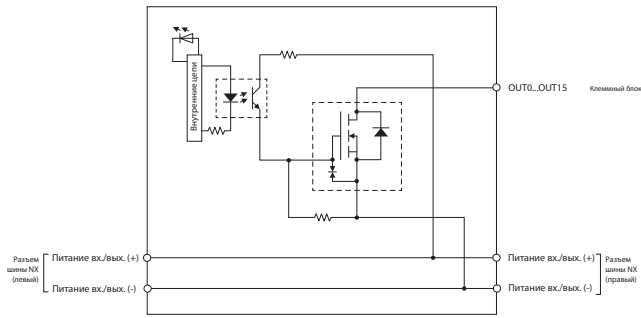 Внутренние цепи
OUT0...OUT15
Клеммный блок
Разъем
шины NX
(левый)
Питание вх./вых. (+)
Питание вх./вых. (-)
Питание вх./вых. (+)
Питание вх./вых. (-)
Разъем
шины NX
(правый)